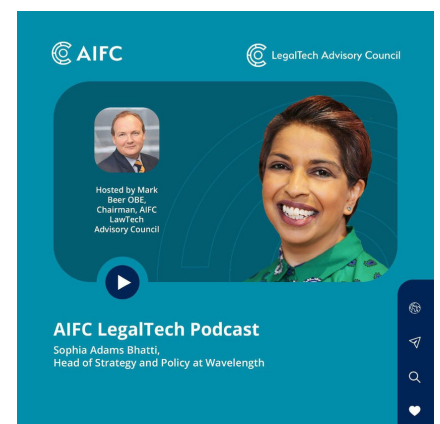 AIFC
LegalTech Advisory Council
Hosted by Mark
Beer OBE,
Chairman, AIFC
LawTech
Advisory Council
AIFC LegalTech Podcast
Sophia Adams Bhatti,
Head of Strategy and Policy at Wavelength